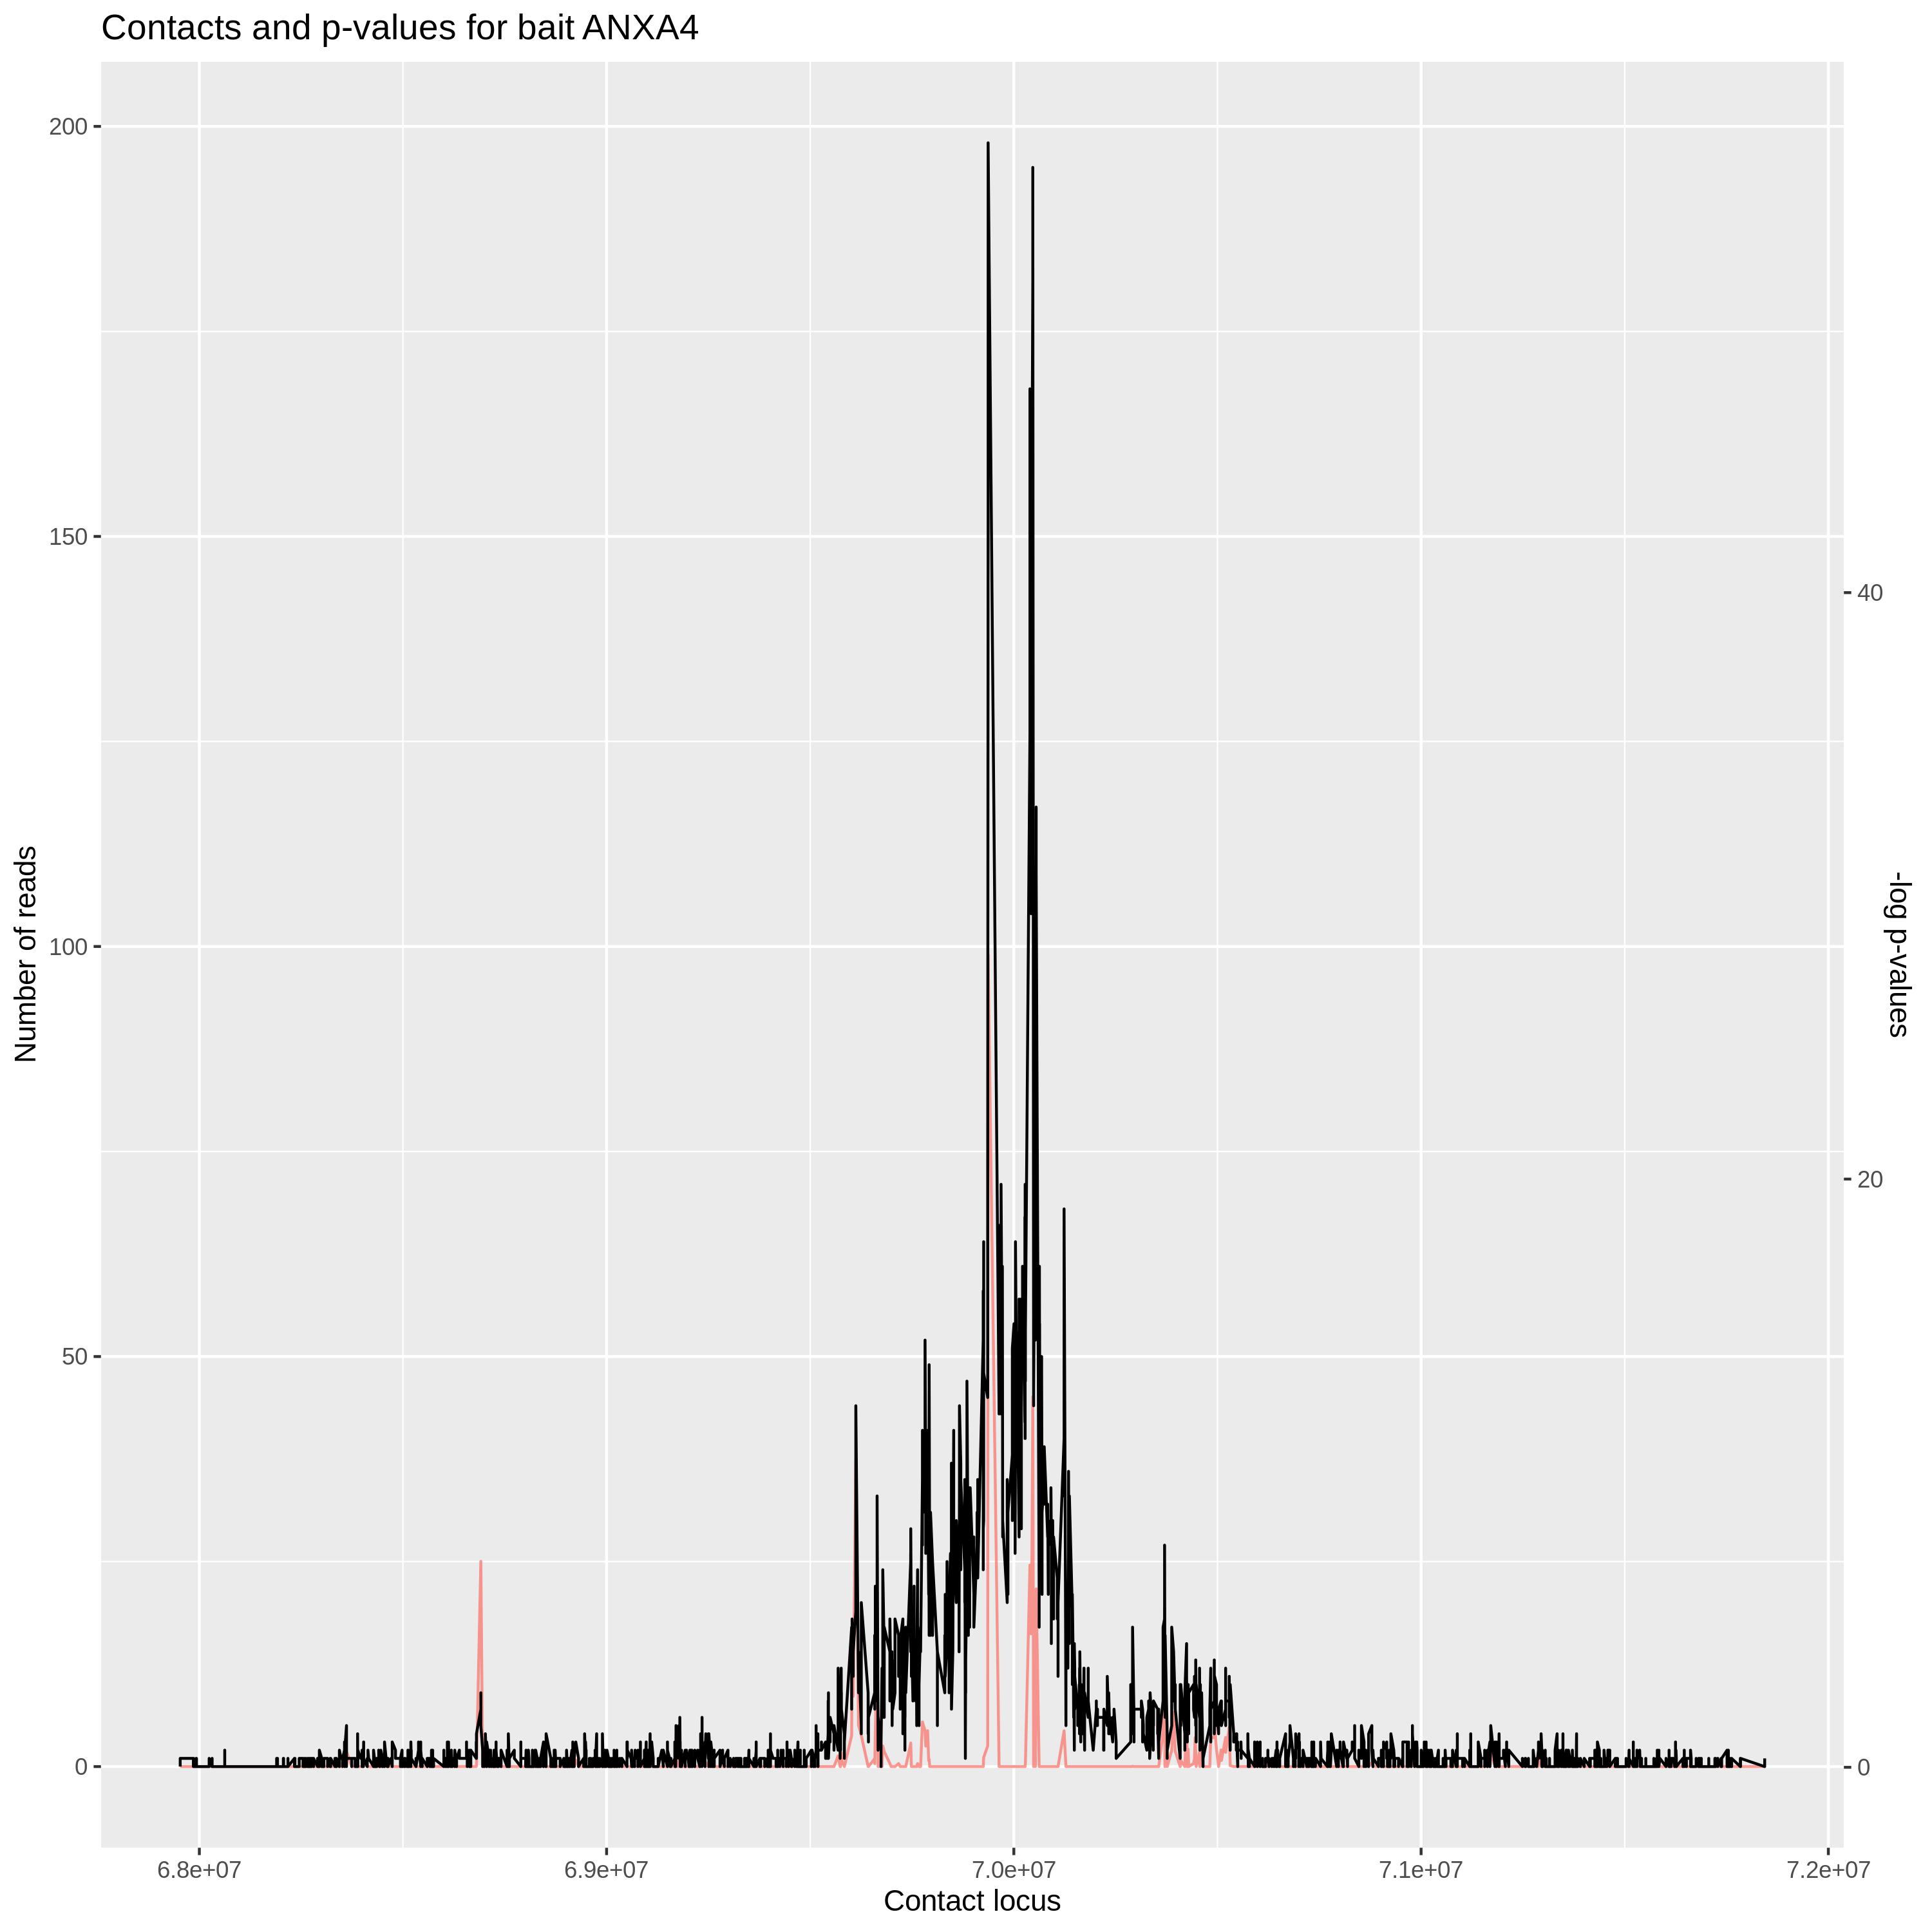 Contacts and p-values for bait ANXA4
200
150
100
50
0
Number of reads
40
20
0
-log p-values
6.8e+07
6.9e+07
7.0e+07
7.1e+07
7.2e+07
Contact locus